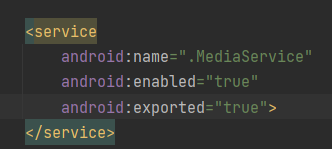 <service
android:name=".MediaService"
android:enabled="true"
android:exported="true">
</service>